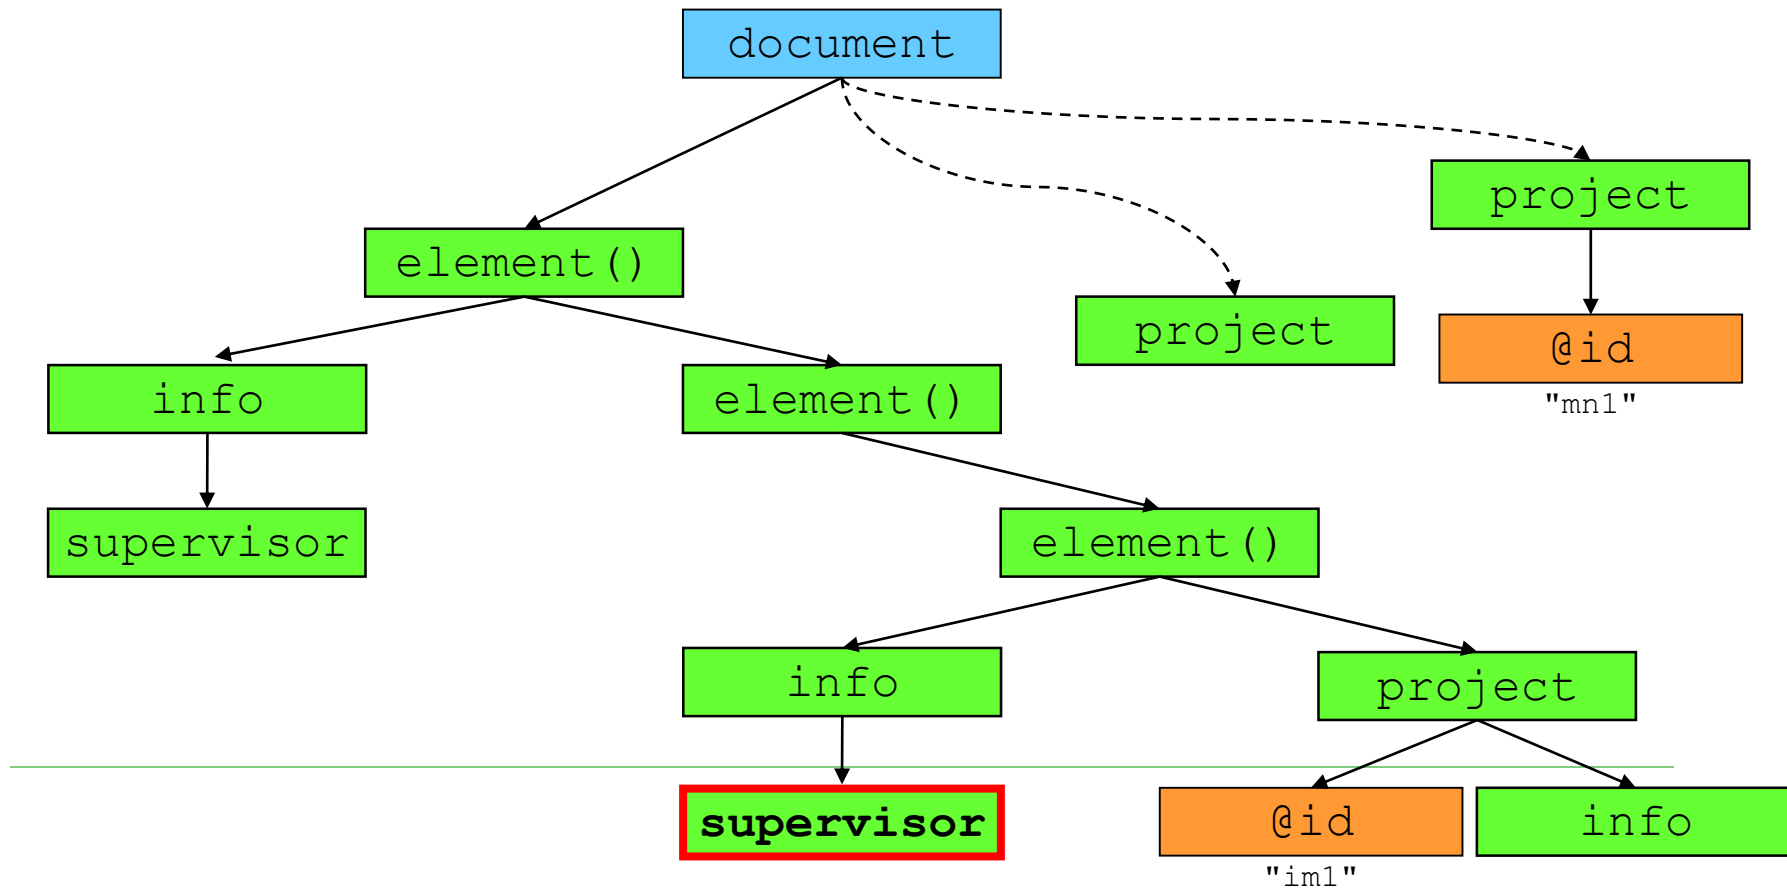 document
project
element()
project
@id
"mn1"
info
element()
supervisor
element()
info
project
supervisor
@id
info
"im1"